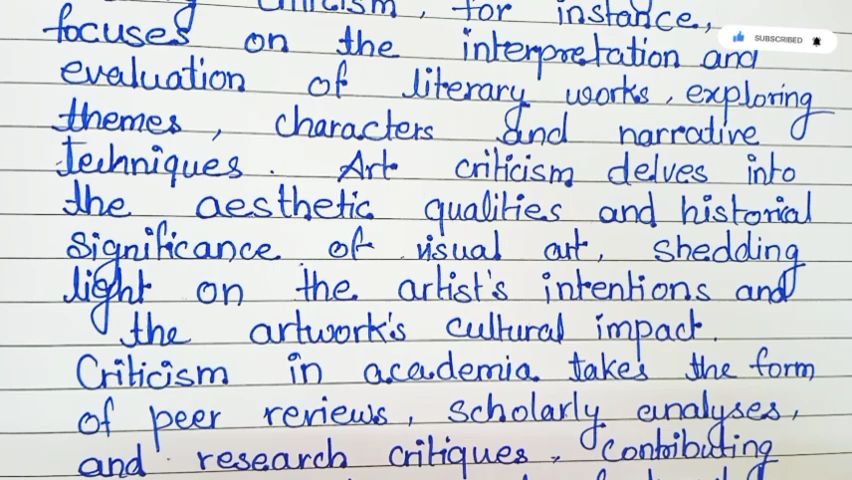 criticism, for instance,
focuses on the interpretation and
SUBSCRIBED
evaluation of literary works, exploring
themes, characters and narrative
techniques. Art criticism delves into
the aesthetic qualities and historical
significance of visual art, shedding
light on the artist's intentions and
the artwork's cultural impact.
Criticism in academia takes the form
of peer reviews, scholarly analyses,
and research critiques, contributing